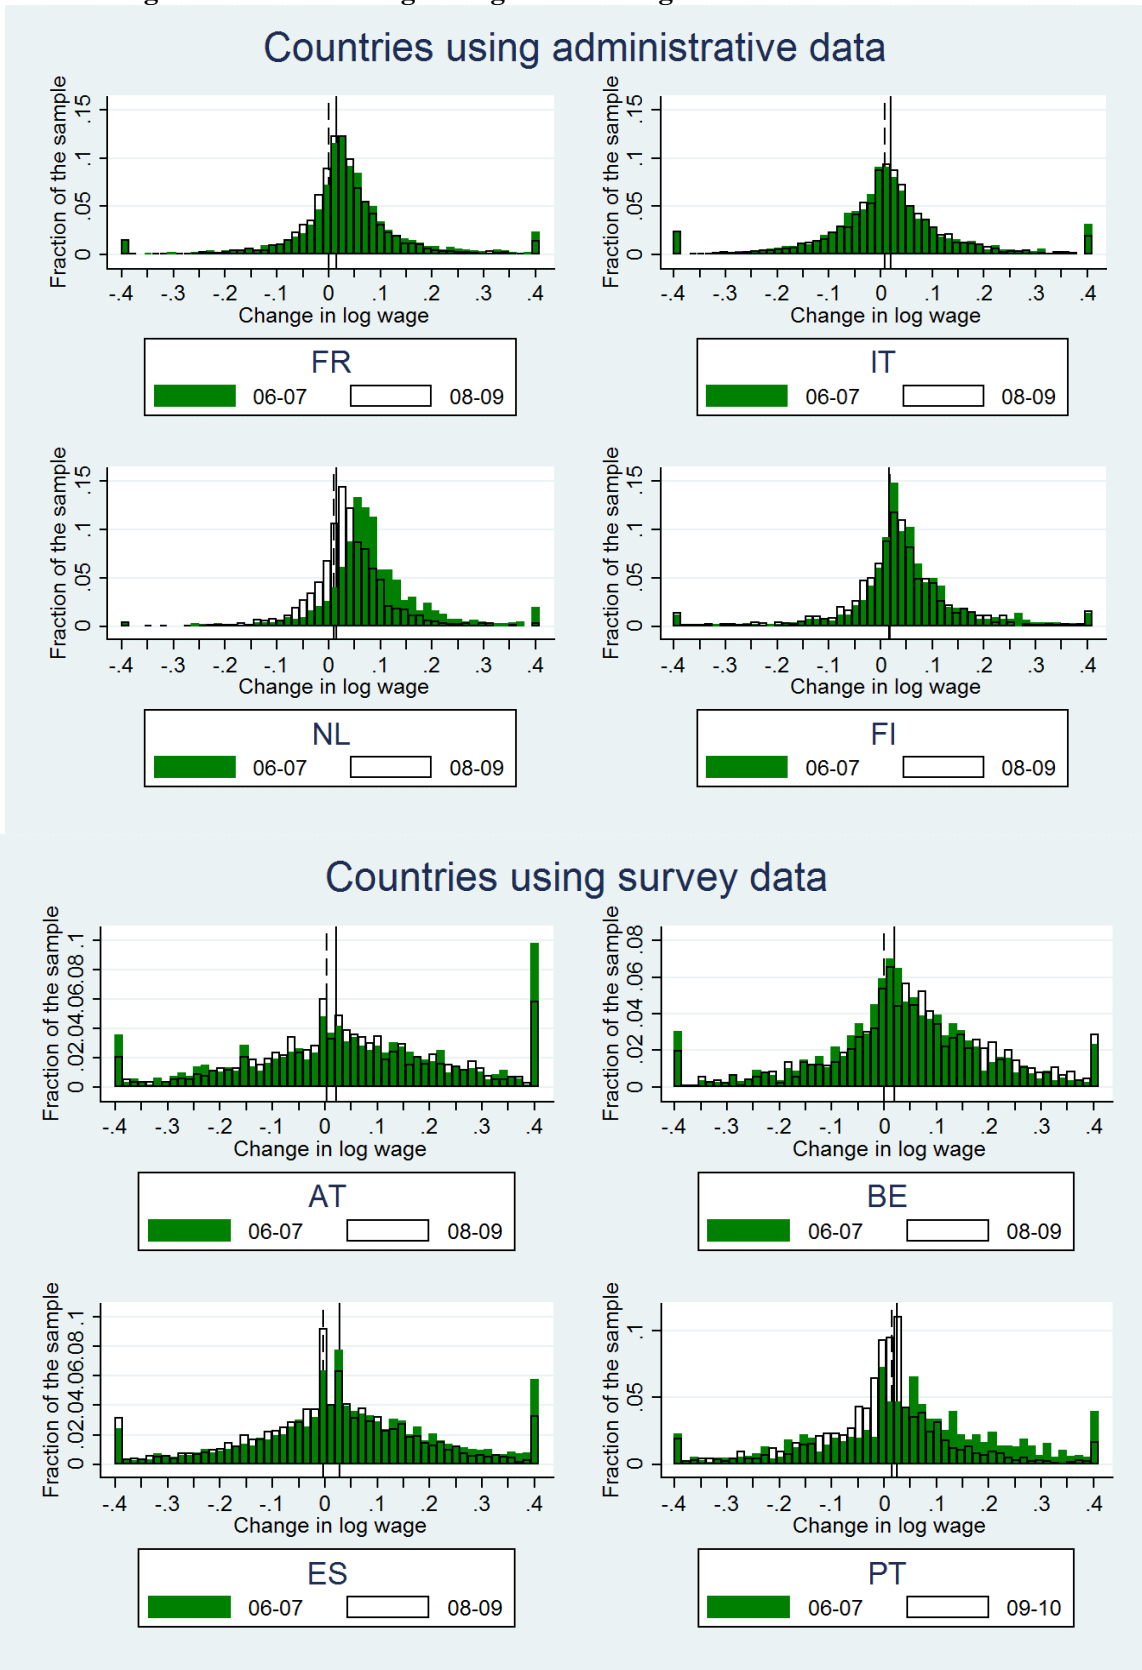 Countries using administrative data
Fraction of the sample
0 .05 .1 .15
-.4 -.3 -.2 -.1 0 .1 .2 .3 .4
Change in log wage
FR
06-07 08-09
Fraction of the sample
0 .05 .1 .15
-.4 -.3 -.2 -.1 0 .1 .2 .3 .4
Change in log wage
IT
06-07 08-09
Fraction of the sample
0 .05 .1 .15
-.4 -.3 -.2 -.1 0 .1 .2 .3 .4
Change in log wage
NL
06-07 08-09
Fraction of the sample
0 .05 .1 .15
-.4 -.3 -.2 -.1 0 .1 .2 .3 .4
Change in log wage
FI
06-07 08-09
Countries using survey data
Fraction of the sample
0 .02 .04 .06 .08 .1
-.4 -.3 -.2 -.1 0 .1 .2 .3 .4
Change in log wage
AT
06-07 08-09
Fraction of the sample
0 .02 .04 .06 .08
-.4 -.3 -.2 -.1 0 .1 .2 .3 .4
Change in log wage
BE
06-07 08-09
Fraction of the sample
0 .02 .04 .06 .08 .1
-.4 -.3 -.2 -.1 0 .1 .2 .3 .4
Change in log wage
ES
06-07 08-09
Fraction of the sample
0 .05 .1
-.4 -.3 -.2 -.1 0 .1 .2 .3 .4
Change in log wage
PT
06-07 09-10